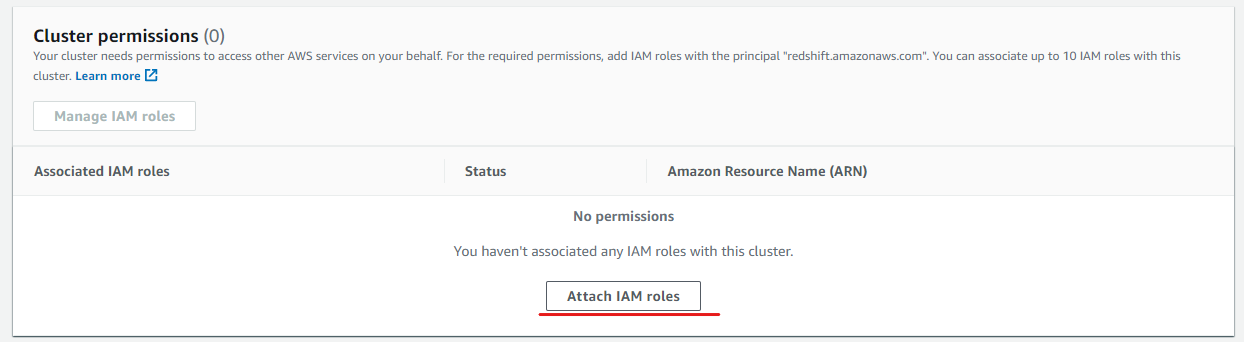 Cluster permissions (0)
Your cluster needs permissions to access other AWS services on your behalf. For the required permissions, add IAM roles with the principal "redshift.amazonaws.com". You can associate up to 10 IAM roles with this
cluster. Learn more
Manage IAM roles
Associated IAM roles Status Amazon Resource Name (ARN)
No permissions
You haven't associated any IAM roles with this cluster.
Attach IAM roles